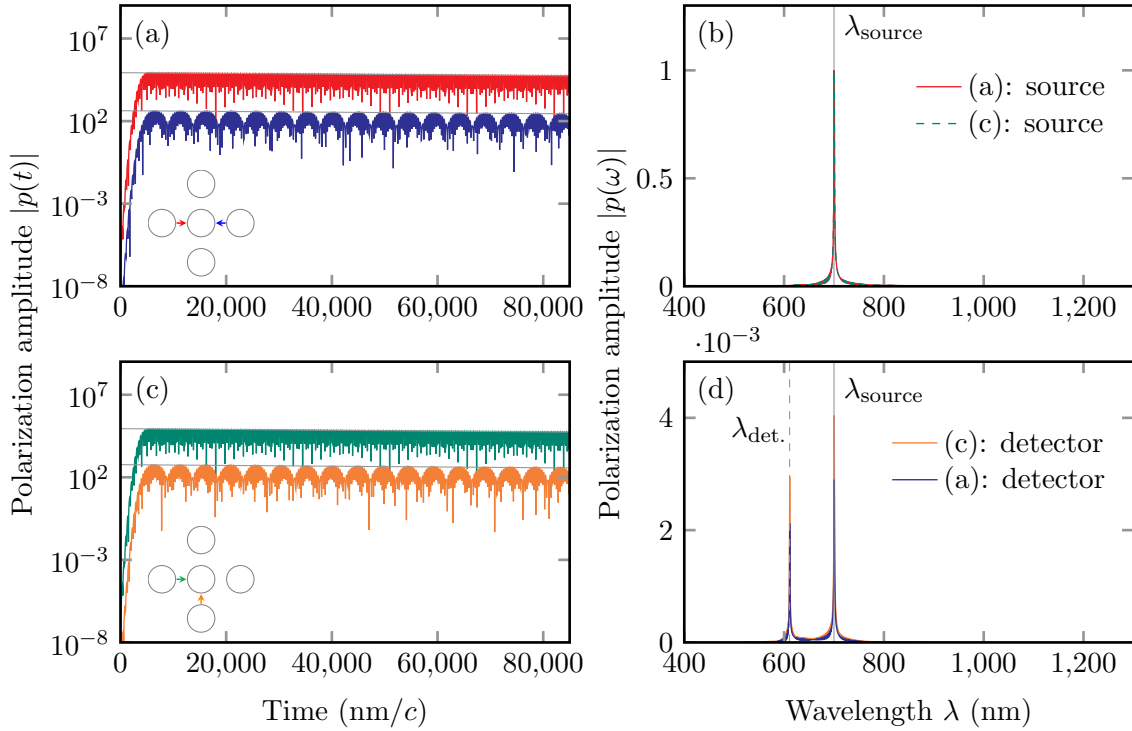 (a)
Polarization amplitude |p(t)|
10^7
10^2
10^−3
10^−8
0
20,000
40,000
60,000
80,000
(b)
λ_source
(a): source
(c): source
Polarization amplitude |p(ω)|
1
0.5
0
400
600
800
1,000
1,200
(c)
10^7
10^2
10^−3
10^−8
0
20,000
40,000
60,000
80,000
Time (nm/c)
·10^−3
(d)
λ_source
λ_det.
(c): detector
(a): detector
4
2
0
400
600
800
1,000
1,200
Wavelength λ (nm)